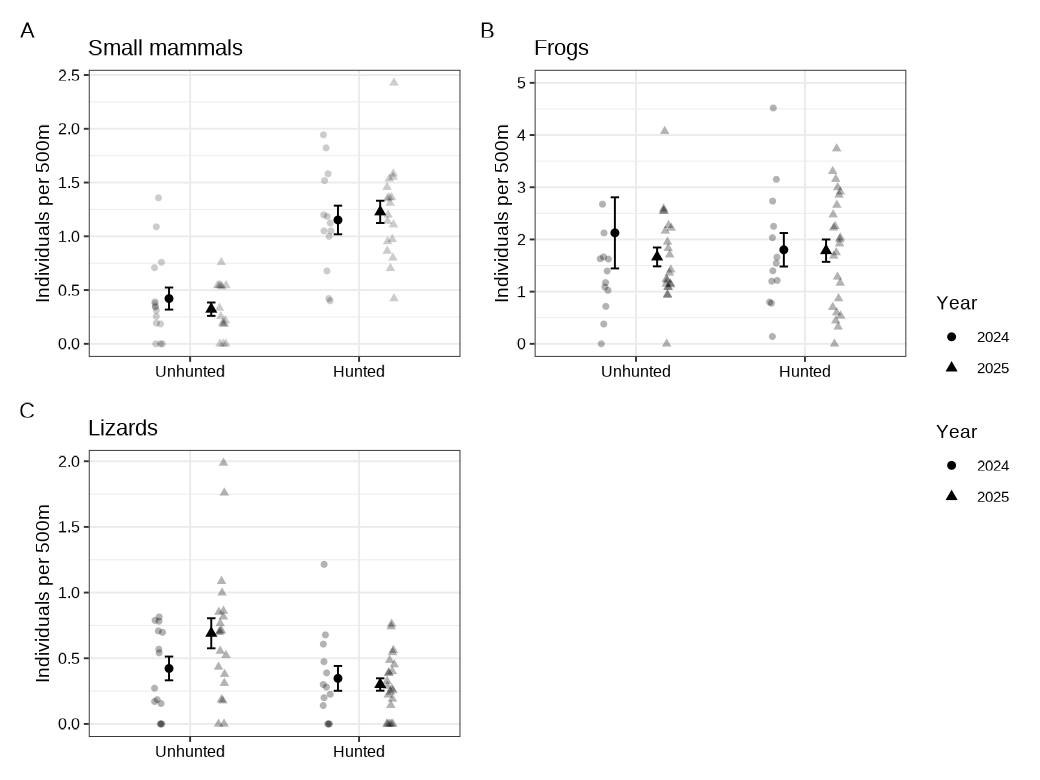 A
Small mammals
Individuals per 500m
2.5
2.0
1.5
1.0
0.5
0.0
Unhunted Hunted
B
Frogs
Individuals per 500m
5
4
3
2
1
0
Unhunted Hunted
Year
2024
2025
C
Lizards
Individuals per 500m
2.0
1.5
1.0
0.5
0.0
Unhunted Hunted
Year
2024
2025